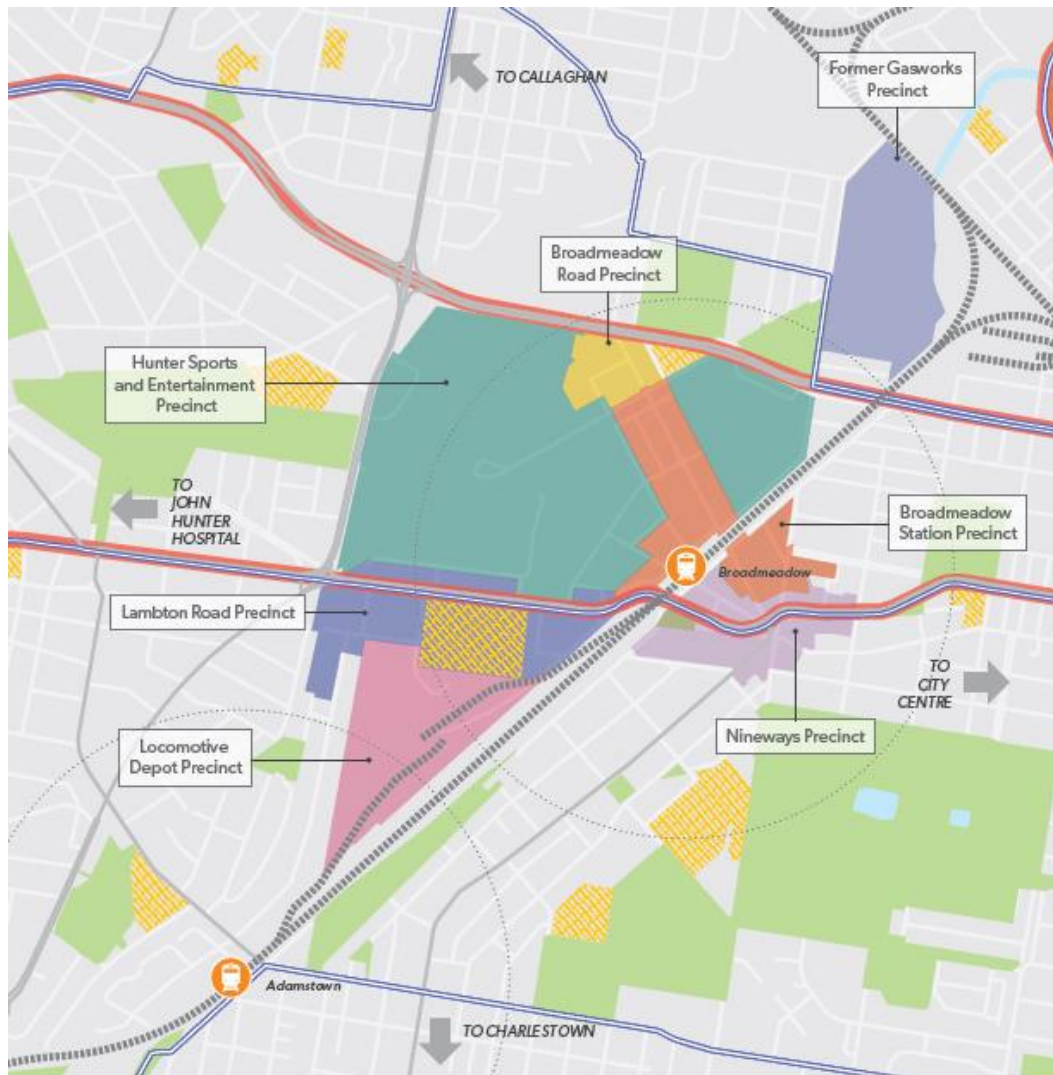 TO CALLAGHAN
Former Gasworks
Precinct
Broadmeadow
Road Precinct
Hunter Sports
and Entertainment
Precinct
TO
JOHN
HUNTER
HOSPITAL
Broadmeadow
Station Precinct
Broadmeadow
Lambton Road Precinct
TO
CITY
CENTRE
Nineways Precinct
Locomotive
Depot Precinct
Adamstown
TO CHARLESTOWN